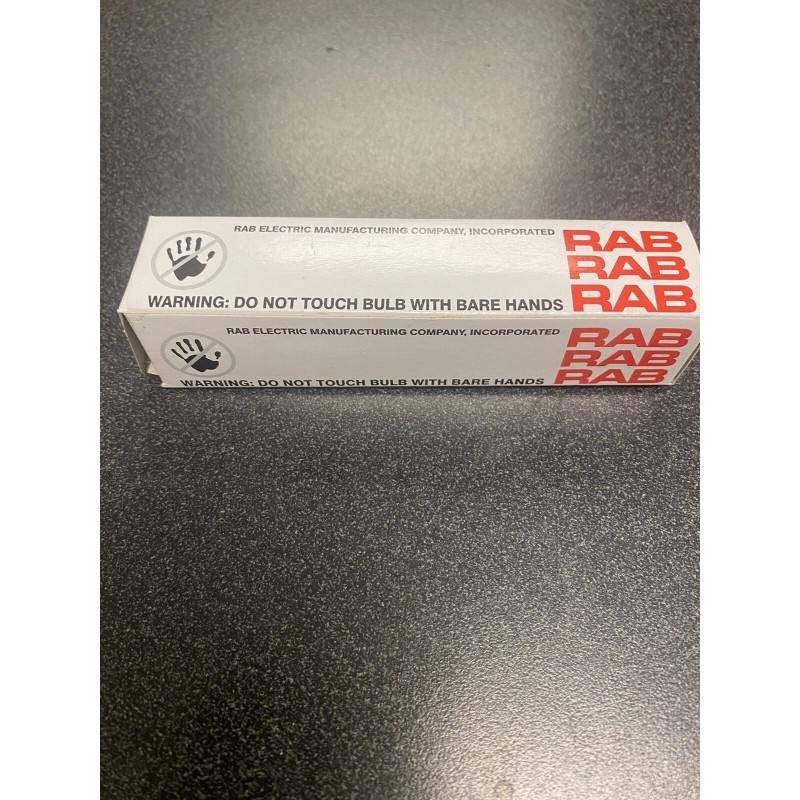 RAB ELECTRIC MANUFACTURING COMPANY, INCORPORATED
RAB
RAB
RAB
WARNING: DO NOT TOUCH BULB WITH BARE HANDS
RAB ELECTRIC MANUFACTURING COMPANY, INCORPORATED
RAB
RAB
RAB
WARNING: DO NOT TOUCH BULB WITH BARE HANDS